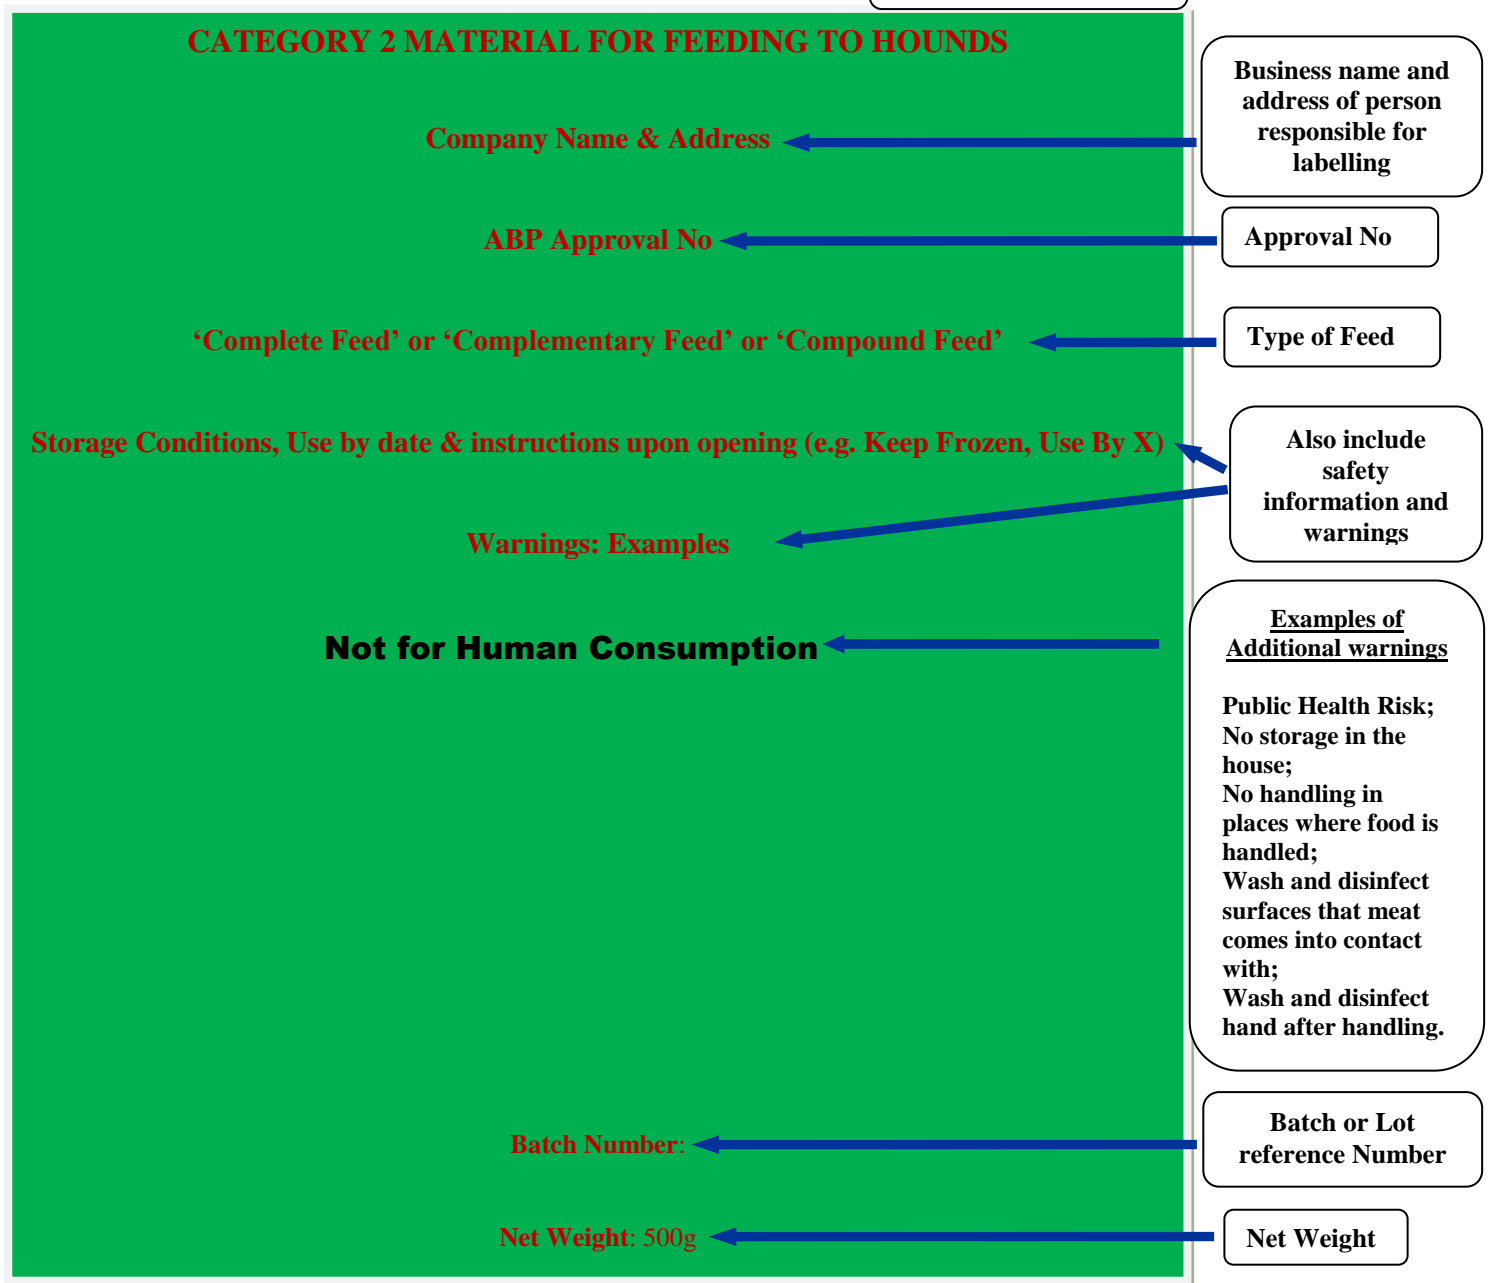 CATEGORY 2 MATERIAL FOR FEEDING TO HOUNDS
Business name and
address of person
responsible for
labelling
Company Name & Address
ABP Approval No
Approval No
‘Complete Feed’ or ‘Complementary Feed’ or ‘Compound Feed’
Type of Feed
Storage Conditions, Use by date & instructions upon opening (e.g. Keep Frozen, Use By X)
Also include
safety
information and
warnings
Warnings: Examples
Not for Human Consumption
Examples of
Additional warnings
Public Health Risk;
No storage in the
house;
No handling in
places where food is
handled;
Wash and disinfect
surfaces that meat
comes into contact
with;
Wash and disinfect
hand after handling.
Batch Number:
Batch or Lot
reference Number
Net Weight: 500g
Net Weight